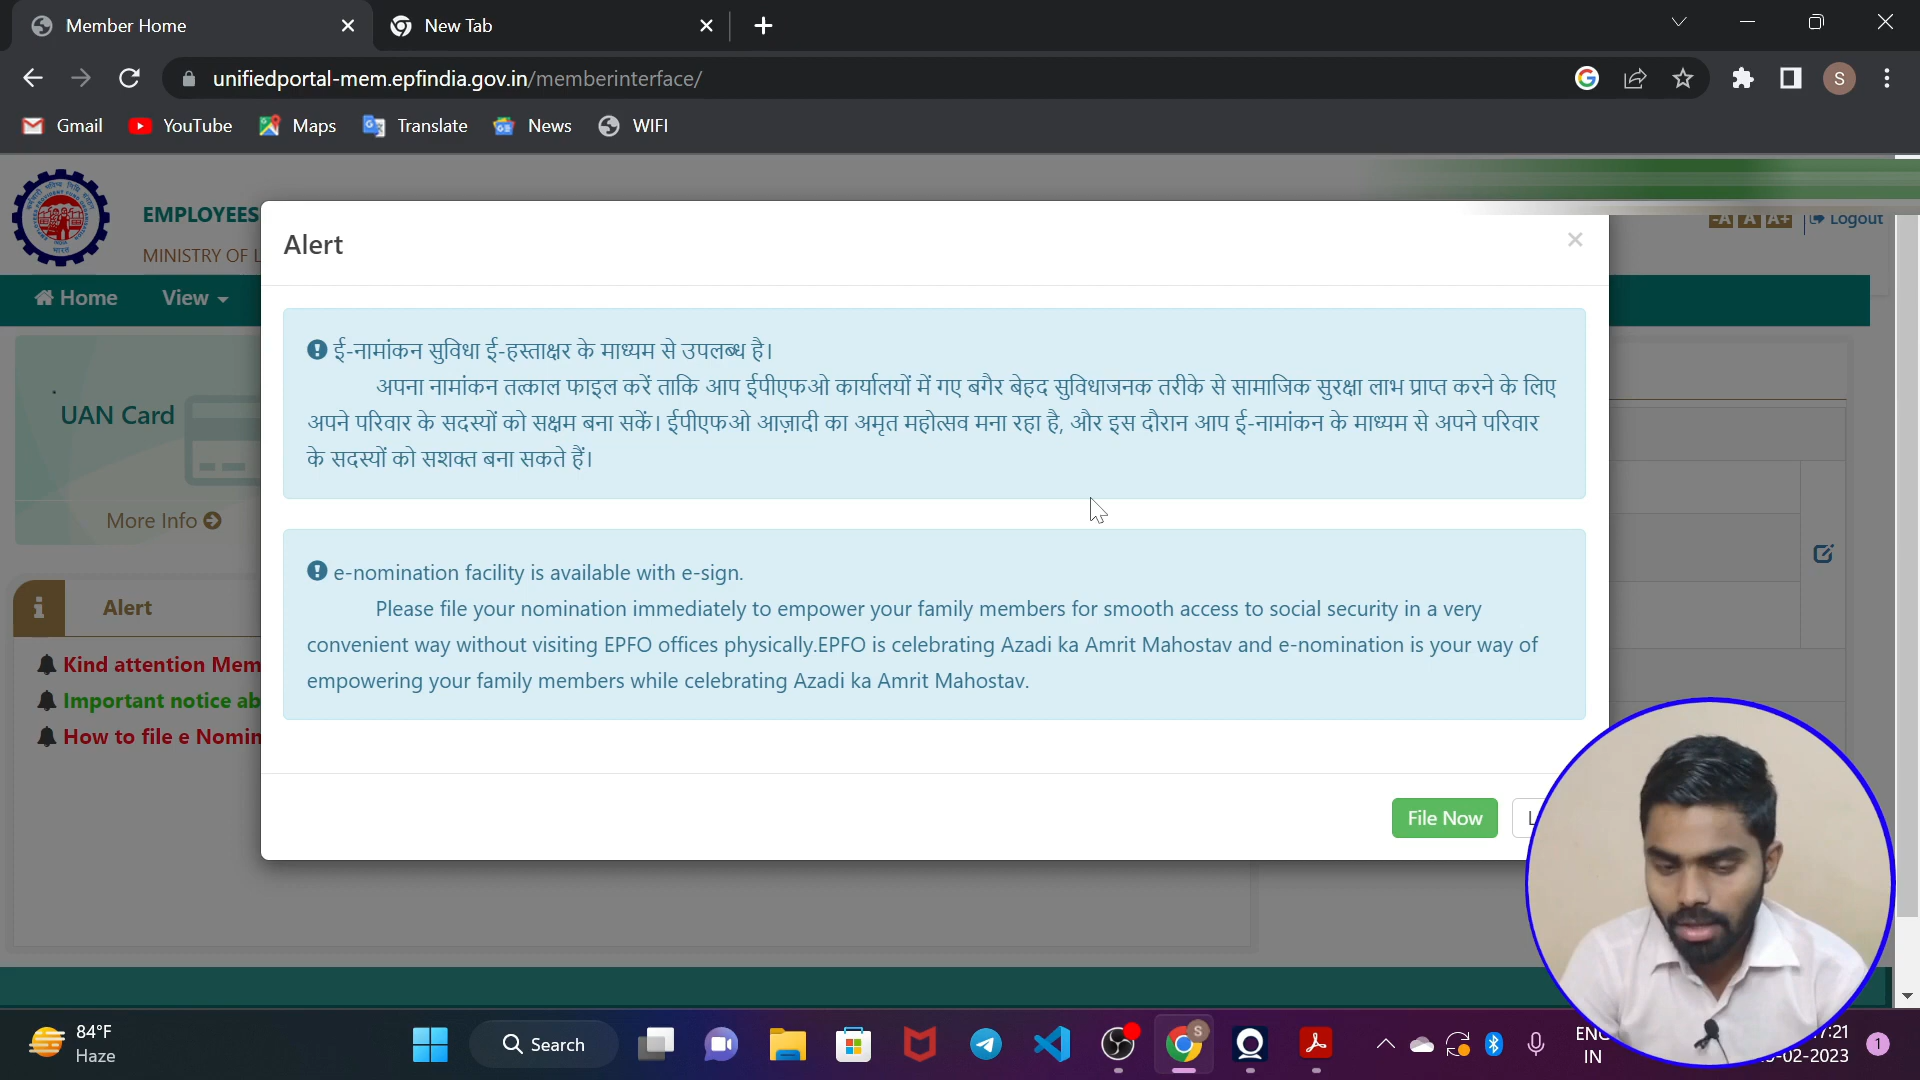 Member Home
New Tab
unifiedportal-mem.epfindia.gov.in/memberinterface/
S
Gmail
YouTube
Maps
Translate
News
WIFI
EMPLOYEES
MINISTRY OF
-A A A+
Logout
Home
View
Alert
ई-नामांकन सुविधा ई-हस्ताक्षर के माध्यम से उपलब्ध है।
अपना नामांकन तत्काल फाइल करें ताकि आप ईपीएफओ कार्यालयों में गए बगैर बेहद सुविधाजनक तरीके से सामाजिक सुरक्षा लाभ प्राप्त करने के लिए
अपने परिवार के सदस्यों को सक्षम बना सकें। ईपीएफओ आज़ादी का अमृत महोत्सव मना रहा है, और इस दौरान आप ई-नामांकन के माध्यम से अपने परिवार
के सदस्यों को सशक्त बना सकते हैं।
UAN Card
More Info
e-nomination facility is available with e-sign.
Please file your nomination immediately to empower your family members for smooth access to social security in a very
convenient way without visiting EPFO offices physically.EPFO is celebrating Azadi ka Amrit Mahostav and e-nomination is your way of
empowering your family members while celebrating Azadi ka Amrit Mahostav.
Alert
Kind attention Mem
Important notice ab
How to file e Nomin
File Now
84°F
Haze
Search
S
IN
7:21
-02-2023
1